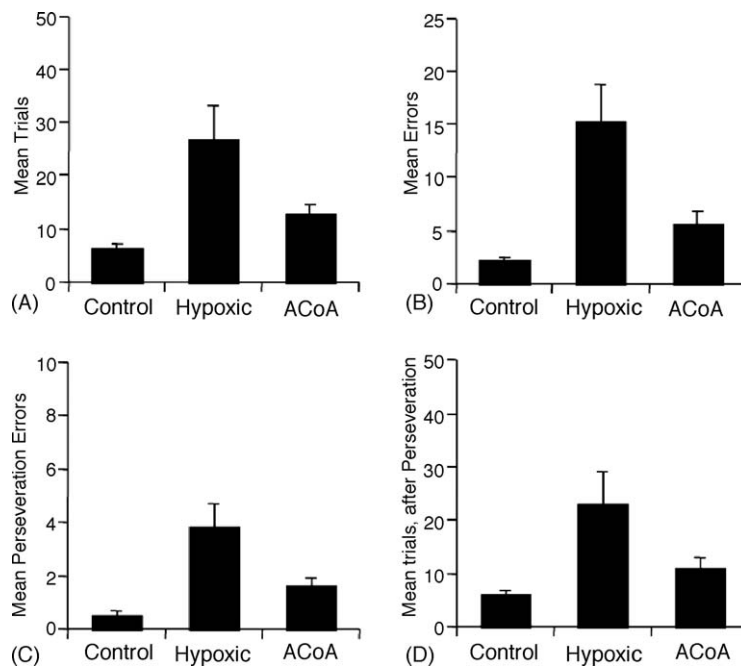 50
40
30
20
10
0
Mean Trials
Control Hypoxic ACoA
(A)
25
20
15
10
5
0
Mean Errors
Control Hypoxic ACoA
(B)
10
8
6
4
2
0
Mean Perseveration Errors
Control Hypoxic ACoA
(C)
50
40
30
20
10
0
Mean trials, after Perseveration
Control Hypoxic ACoA
(D)